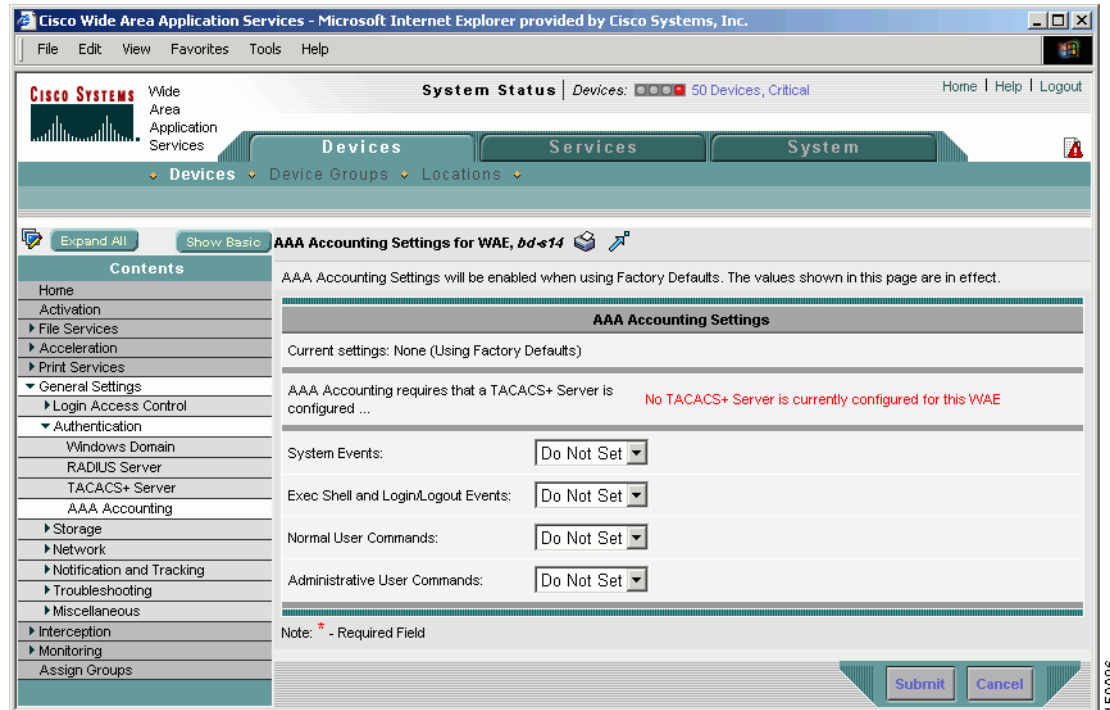 Cisco Wide Area Application Services - Microsoft Internet Explorer provided by Cisco Systems, Inc.
File Edit View Favorites Tools Help
CISCO SYSTEMS
Wide
Area
Application
Services
System Status | Devices: 50 Devices, Critical
Home | Help | Logout
Devices Services System
Devices Device Groups Locations
Expand All Show Basic
AAA Accounting Settings for WAE, bd-s14
Contents
Home
Activation
File Services
Acceleration
Print Services
General Settings
Login Access Control
Authentication
Windows Domain
RADIUS Server
TACACS+ Server
AAA Accounting
Storage
Network
Notification and Tracking
Troubleshooting
Miscellaneous
Interception
Monitoring
Assign Groups
AAA Accounting Settings will be enabled when using Factory Defaults. The values shown in this page are in effect.
AAA Accounting Settings
Current settings: None (Using Factory Defaults)
AAA Accounting requires that a TACACS+ Server is
configured ...
No TACACS+ Server is currently configured for this WAE
System Events: Do Not Set
Exec Shell and Login/Logout Events: Do Not Set
Normal User Commands: Do Not Set
Administrative User Commands: Do Not Set
Note: * - Required Field
Submit Cancel